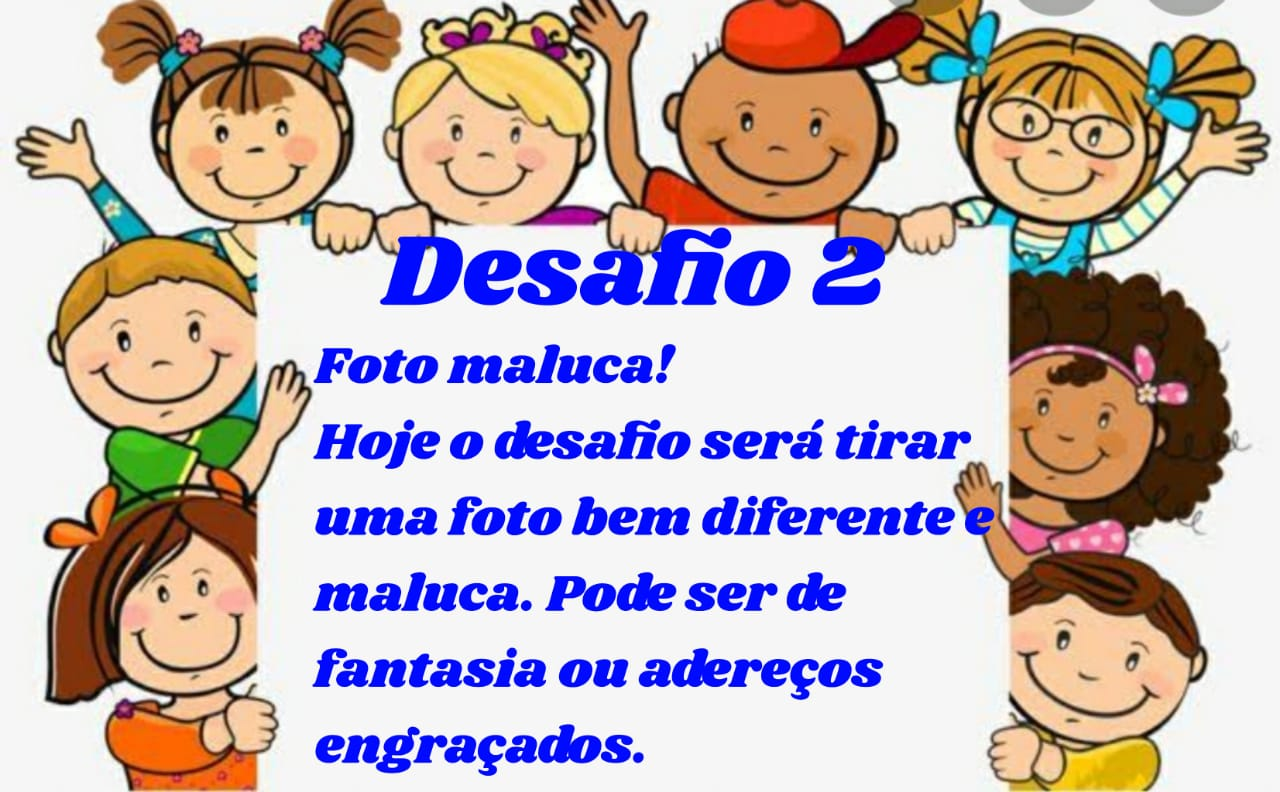 Desafio 2
Foto maluca!
Hoje o desafio será tirar
uma foto bem diferente e
maluca. Pode ser de
fantasia ou adereços
engraçados.